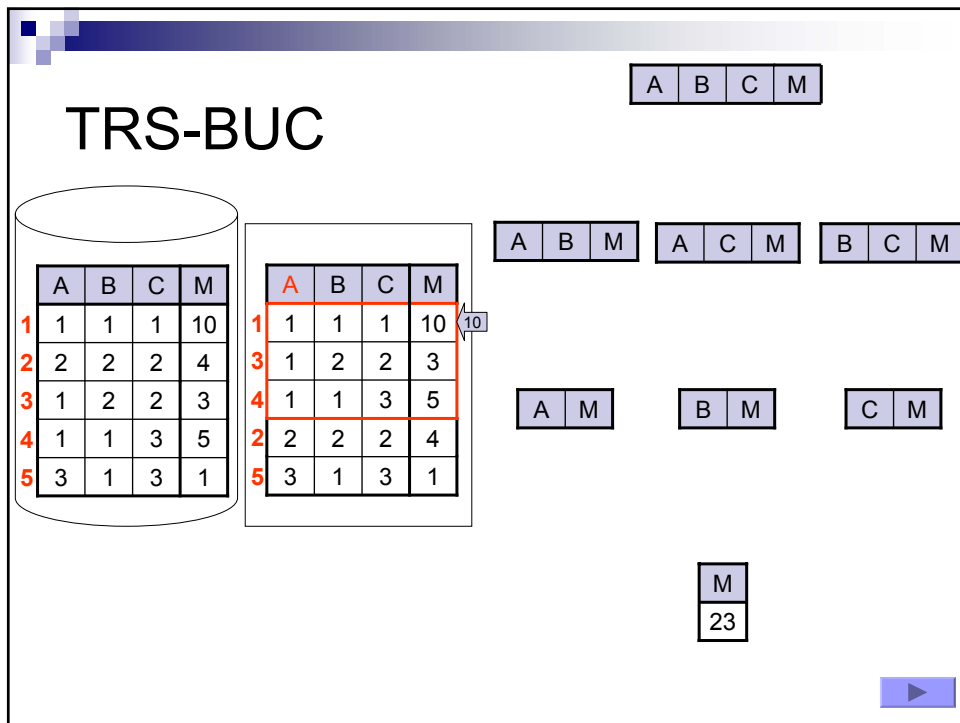 A B C M
TRS-BUC
A B M
A C M
B C M
A B C M
1 1 1 1 10
2 2 2 2 4
3 1 2 2 3
4 1 1 3 5
5 3 1 3 1
A B C M
1 1 1 1 10 10
3 1 2 2 3
4 1 1 3 5
2 2 2 2 4
5 3 1 3 1
A M
B M
C M
M
23